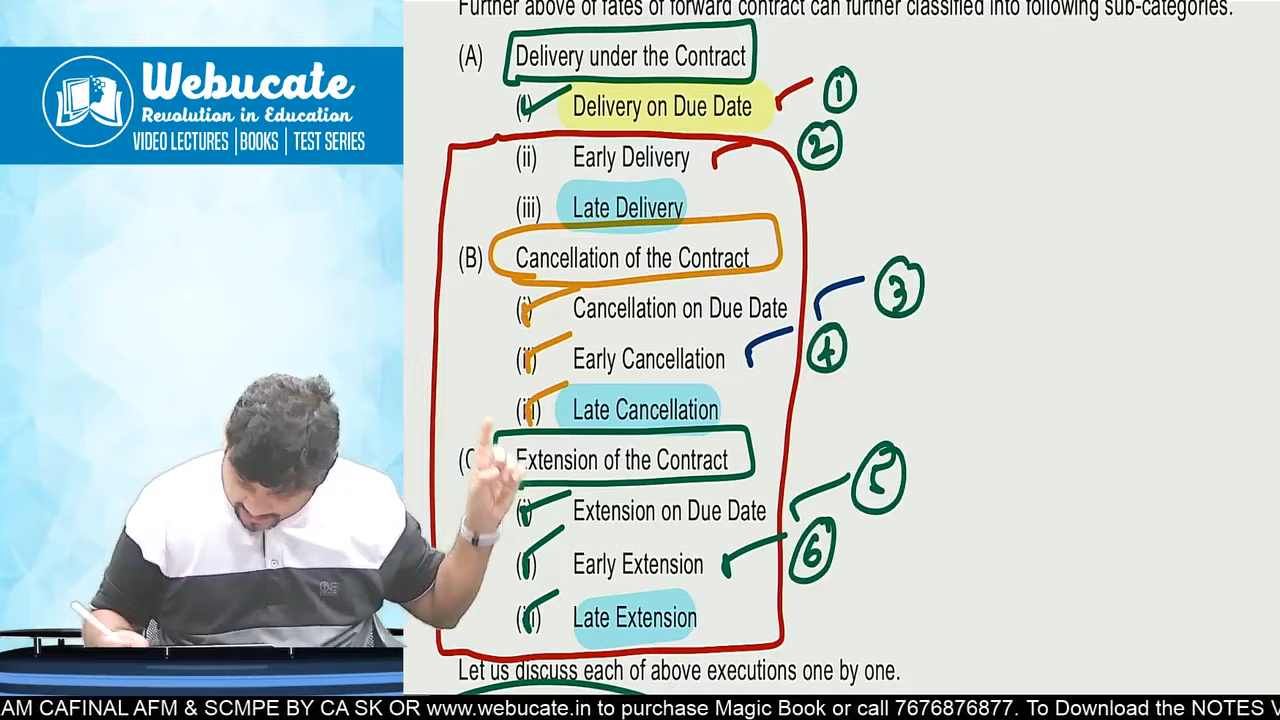 Further above of fates of forward contract can further classified into following sub-categories.
Webucate
Revolution in Education
VIDEO LECTURES | BOOKS | TEST SERIES
(A) Delivery under the Contract
(i) Delivery on Due Date 1
(ii) Early Delivery 2
(iii) Late Delivery
(B) Cancellation of the Contract
(i) Cancellation on Due Date 3
(ii) Early Cancellation 4
(iii) Late Cancellation
(C) Extension of the Contract
(i) Extension on Due Date 5
(ii) Early Extension 6
(iii) Late Extension
Let us discuss each of above executions one by one.
AM CAFINAL AFM & SCMPE BY CA SK OR www.webucate.in to purchase Magic Book or call 7676876877. To Download the NOTES V